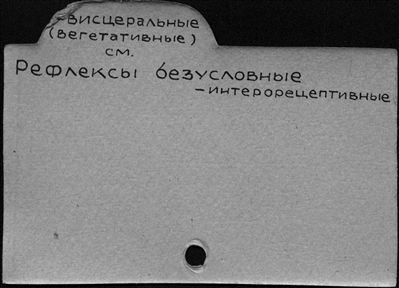 -висцеральные
(вегетативные)
см.
Рефлексы безусловные
-интерорецептивные